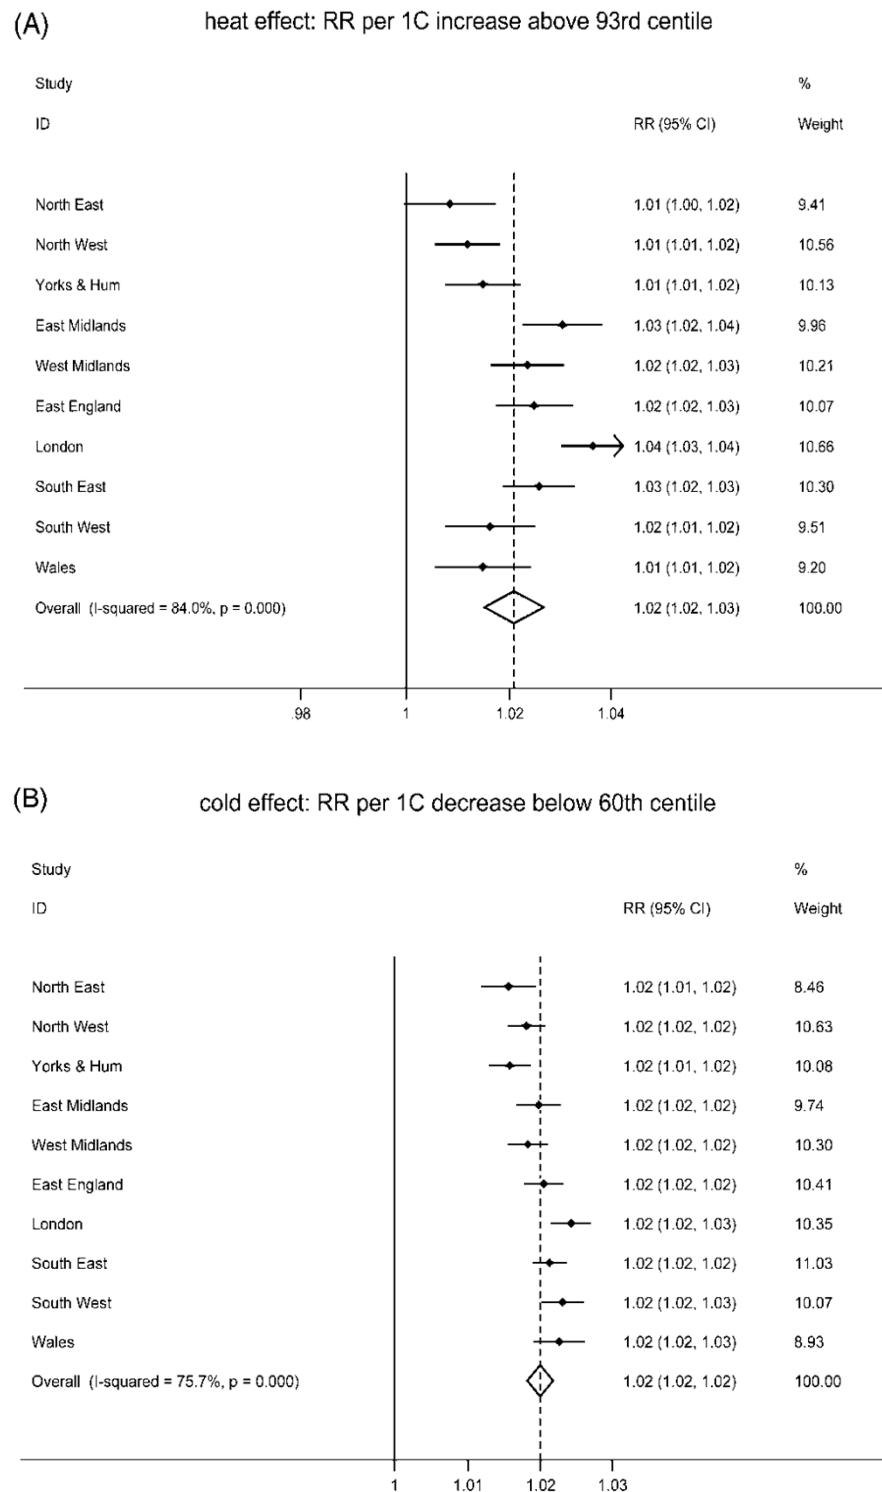 (A) heat effect: RR per 1C increase above 93rd centile
Study %
ID RR (95% CI) Weight
North East 1.01 (1.00, 1.02) 9.41
North West 1.01 (1.01, 1.02) 10.56
Yorks & Hum 1.01 (1.01, 1.02) 10.13
East Midlands 1.03 (1.02, 1.04) 9.96
West Midlands 1.02 (1.02, 1.03) 10.21
East England 1.02 (1.02, 1.03) 10.07
London 1.04 (1.03, 1.04) 10.66
South East 1.03 (1.02, 1.03) 10.30
South West 1.02 (1.01, 1.02) 9.51
Wales 1.01 (1.01, 1.02) 9.20
Overall (I-squared = 84.0%, p = 0.000) 1.02 (1.02, 1.03) 100.00
.98 1 1.02 1.04
(B) cold effect: RR per 1C decrease below 60th centile
Study %
ID RR (95% CI) Weight
North East 1.02 (1.01, 1.02) 8.46
North West 1.02 (1.02, 1.02) 10.63
Yorks & Hum 1.02 (1.01, 1.02) 10.08
East Midlands 1.02 (1.02, 1.02) 9.74
West Midlands 1.02 (1.02, 1.02) 10.30
East England 1.02 (1.02, 1.02) 10.41
London 1.02 (1.02, 1.03) 10.35
South East 1.02 (1.02, 1.02) 11.03
South West 1.02 (1.02, 1.03) 10.07
Wales 1.02 (1.02, 1.03) 8.93
Overall (I-squared = 75.7%, p = 0.000) 1.02 (1.02, 1.02) 100.00
1 1.01 1.02 1.03